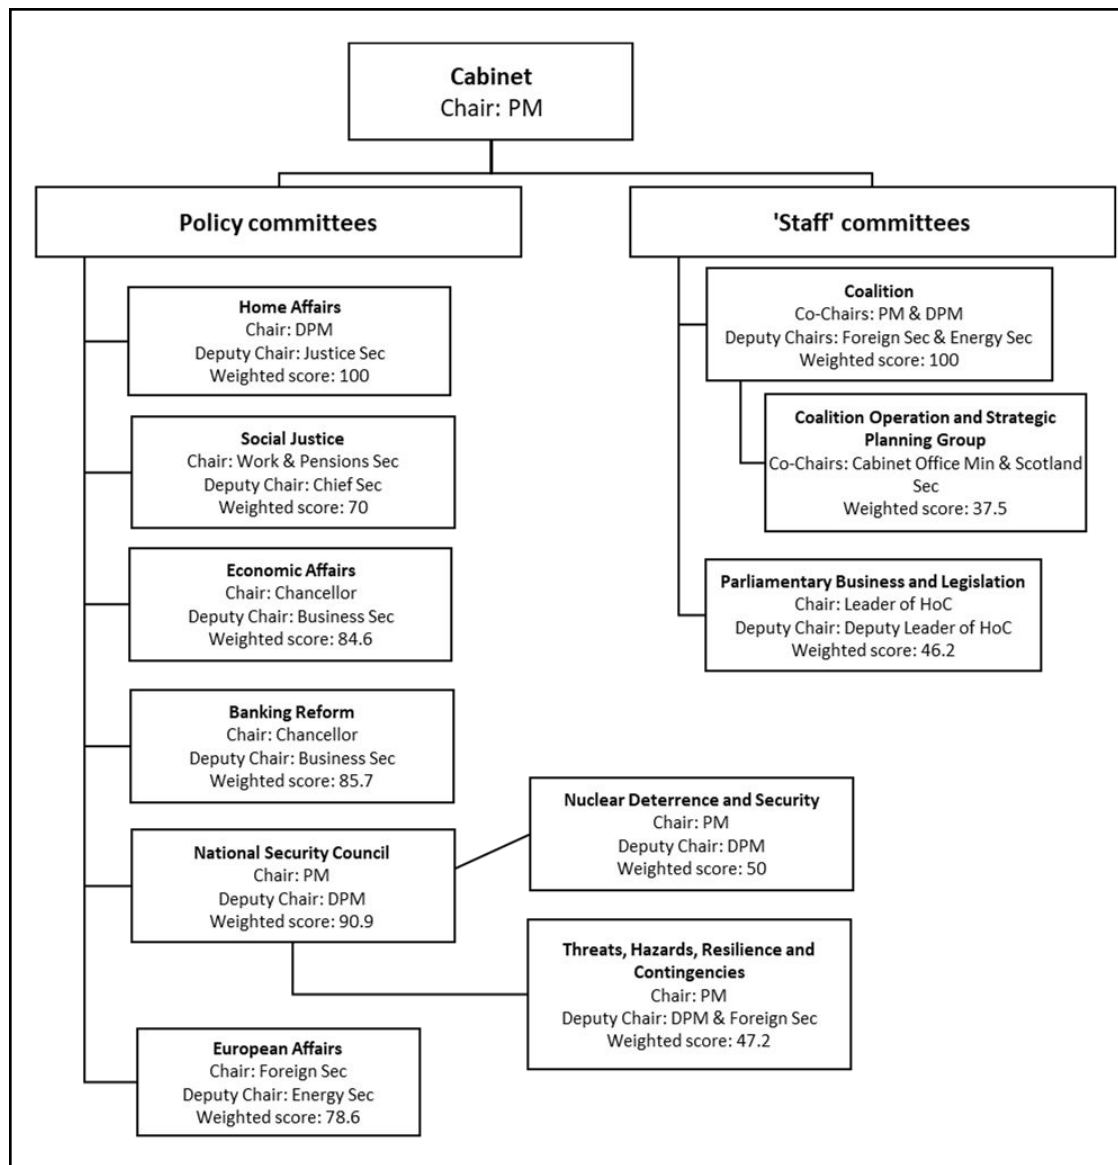 Cabinet
Chair: PM
Policy committees
'Staff' committees
Home Affairs
Chair: DPM
Deputy Chair: Justice Sec
Weighted score: 100
Social Justice
Chair: Work & Pensions Sec
Deputy Chair: Chief Sec
Weighted score: 70
Economic Affairs
Chair: Chancellor
Deputy Chair: Business Sec
Weighted score: 84.6
Banking Reform
Chair: Chancellor
Deputy Chair: Business Sec
Weighted score: 85.7
National Security Council
Chair: PM
Deputy Chair: DPM
Weighted score: 90.9
Nuclear Deterrence and Security
Chair: PM
Deputy Chair: DPM
Weighted score: 50
Threats, Hazards, Resilience and
Contingencies
Chair: PM
Deputy Chair: DPM & Foreign Sec
Weighted score: 47.2
European Affairs
Chair: Foreign Sec
Deputy Chair: Energy Sec
Weighted score: 78.6
Coalition
Co-Chairs: PM & DPM
Deputy Chairs: Foreign Sec & Energy Sec
Weighted score: 100
Coalition Operation and Strategic
Planning Group
Co-Chairs: Cabinet Office Min & Scotland
Sec
Weighted score: 37.5
Parliamentary Business and Legislation
Chair: Leader of HoC
Deputy Chair: Deputy Leader of HoC
Weighted score: 46.2